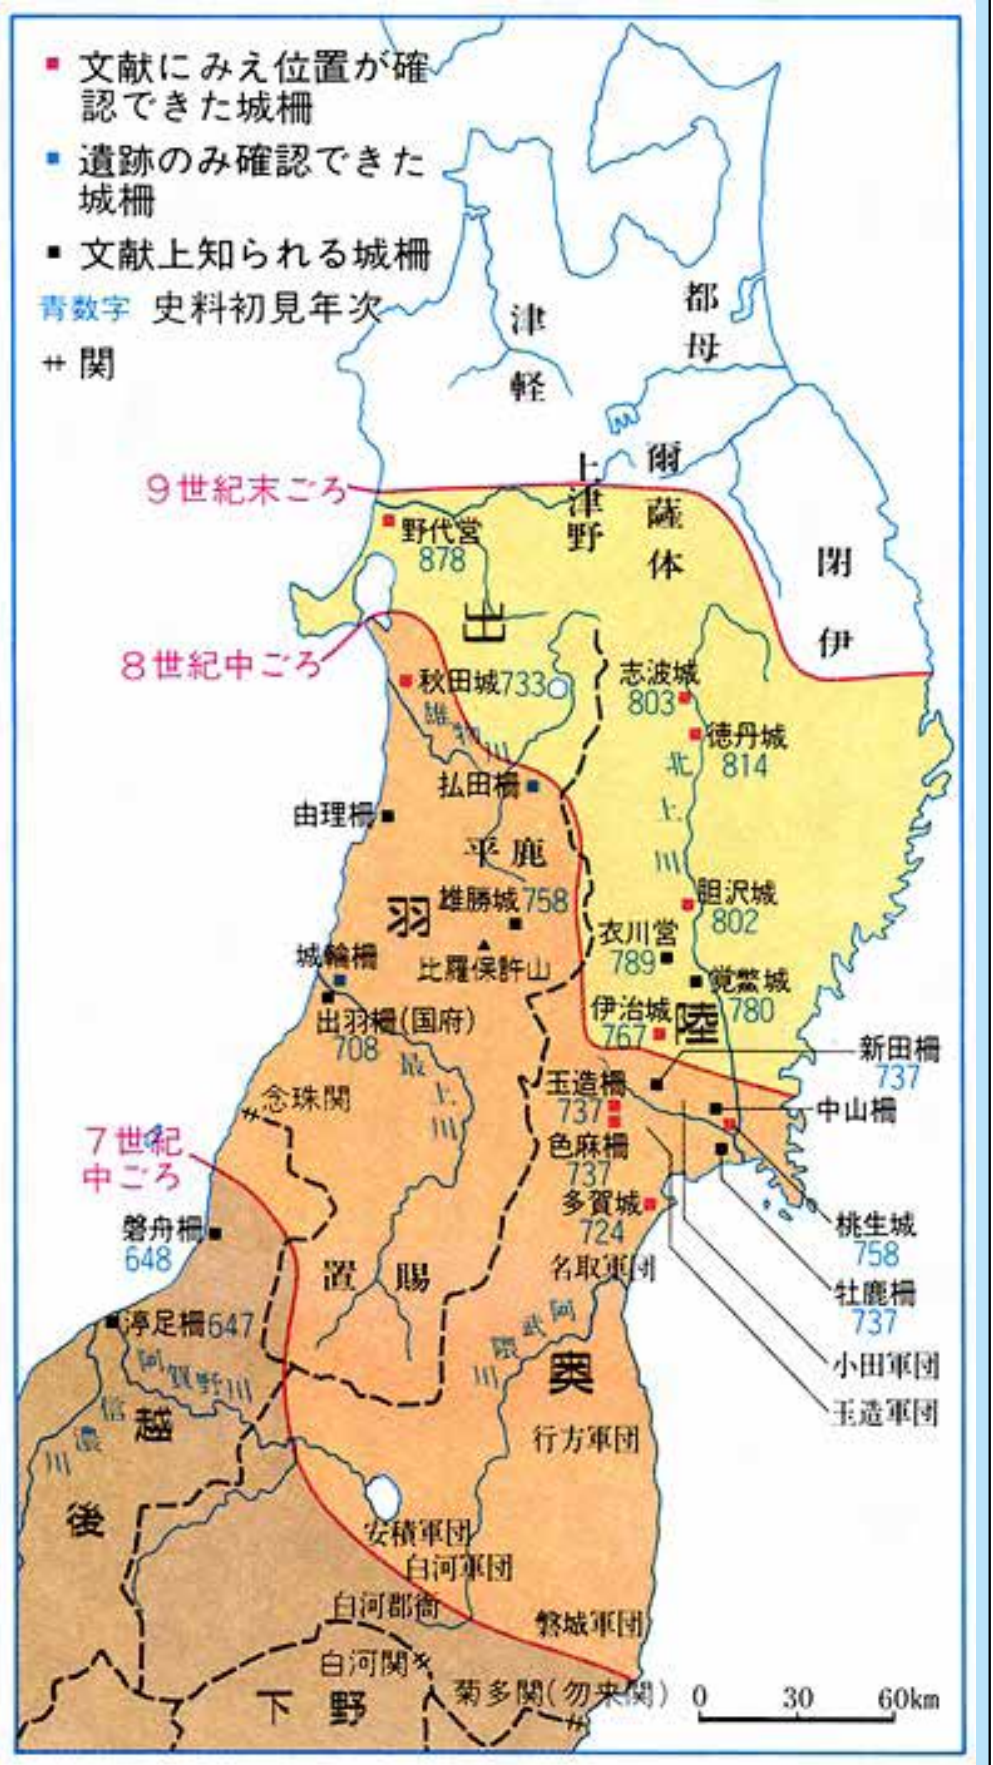 文献にみえ位置が確
認できた城柵
遺跡のみ確認できた
城柵
文献上知られる城柵
青数字 史料初見年次
関
津軽
都母
9世紀末ごろ
上津野
爾薩体
閉伊
野代営
878
出
8世紀中ごろ
秋田城733
志波城
803
徳丹城
814
雄物川
北上川
払田柵
由理柵
平鹿
胆沢城
802
雄勝城758
羽
衣川営
789
城輪柵
比羅保許山
覚鱉城
780
出羽柵(国府)
708
伊治城
767
陸
最上川
新田柵
737
玉造柵
737
中山柵
念珠関
色麻柵
737
7世紀
中ごろ
多賀城
724
桃生城
758
磐舟柵
648
名取軍団
牡鹿柵
737
置賜
渟足柵647
阿武隈川
小田軍団
阿賀野川
奥
玉造軍団
信濃川
越
行方軍団
後
安積軍団
白河軍団
白河郡衙
磐城軍団
白河関
菊多関(勿来関)
下野
0 30 60km